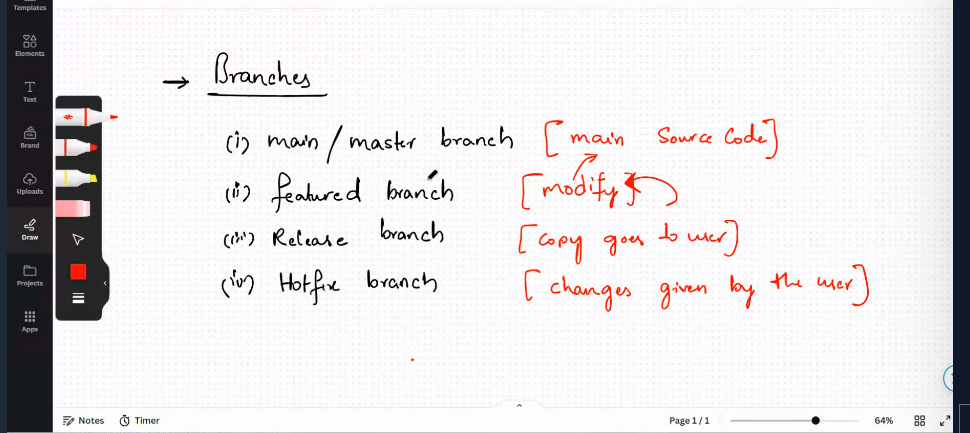 Templates
Elements
Text
Brand
Uploads
Draw
Projects
Apps
→ Branches
(i) main / master branch [main Source Code]
(ii) featured branch [modify]
(iii) Release branch [copy goes to user]
(iv) Hotfix branch [changes given by the user]
Notes Timer Page 1 / 1 64%